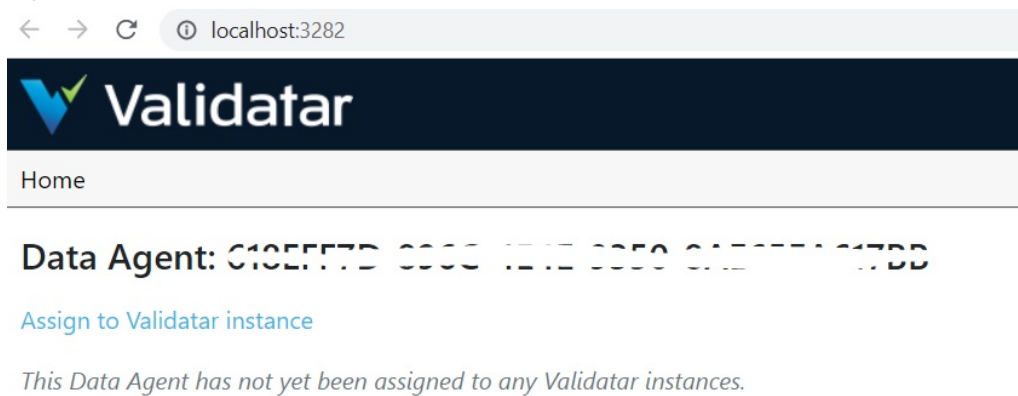 localhost:3282
Validatar
Home
Data Agent:
Assign to Validatar instance
This Data Agent has not yet been assigned to any Validatar instances.